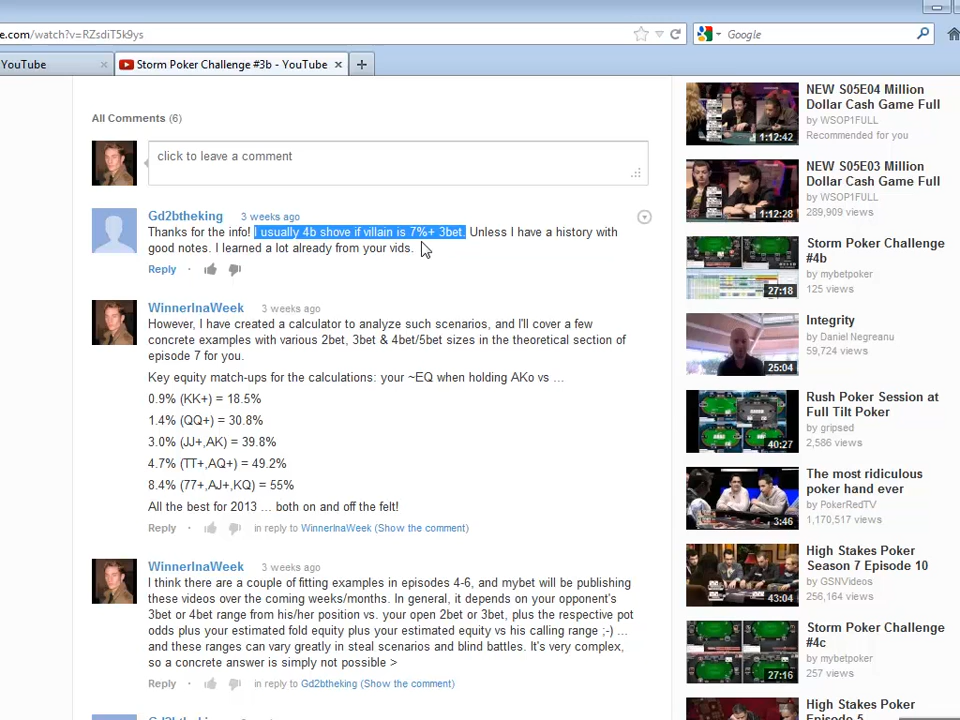 e.com/watch?v=RZsdiT5k9ys
Google
YouTube
Storm Poker Challenge #3b - YouTube
All Comments (6)
click to leave a comment
Gd2btheking 3 weeks ago
Thanks for the info! I usually 4b shove if villain is 7%+ 3bet. Unless I have a history with
good notes. I learned a lot already from your vids.
Reply
WinnerInaWeek 3 weeks ago
However, I have created a calculator to analyze such scenarios, and I'll cover a few
concrete examples with various 2bet, 3bet & 4bet/5bet sizes in the theoretical section of
episode 7 for you.
Key equity match-ups for the calculations: your ~EQ when holding AKo vs ...
0.9% (KK+) = 18.5%
1.4% (QQ+) = 30.8%
3.0% (JJ+,AK) = 39.8%
4.7% (TT+,AQ+) = 49.2%
8.4% (77+,AJ+,KQ) = 55%
All the best for 2013 ... both on and off the felt!
Reply in reply to WinnerInaWeek (Show the comment)
WinnerInaWeek 3 weeks ago
I think there are a couple of fitting examples in episodes 4-6, and mybet will be publishing
these videos over the coming weeks/months. In general, it depends on your opponent's
3bet or 4bet range from his/her position vs. your open 2bet or 3bet, plus the respective pot
odds plus your estimated fold equity plus your estimated equity vs his calling range ;-) ...
and these ranges can vary greatly in steal scenarios and blind battles. It's very complex,
so a concrete answer is simply not possible >
Reply in reply to Gd2btheking (Show the comment)
NEW S05E04 Million
Dollar Cash Game Full
by WSOP1FULL
Recommended for you
1:12:42
NEW S05E03 Million
Dollar Cash Game Full
by WSOP1FULL
289,909 views
1:12:28
Storm Poker Challenge
#4b
by mybetpoker
125 views
27:18
Integrity
by Daniel Negreanu
59,724 views
25:04
Rush Poker Session at
Full Tilt Poker
by gripsed
2,586 views
40:27
The most ridiculous
poker hand ever
by PokerRedTV
1,170,517 views
3:46
High Stakes Poker
Season 7 Episode 10
by GSNVideos
256,164 views
43:04
Storm Poker Challenge
#4c
by mybetpoker
257 views
27:16
High Stakes Poker